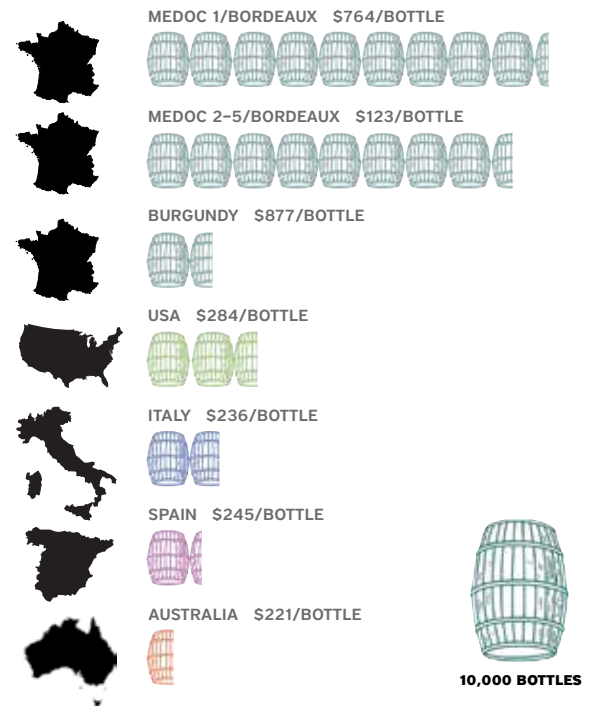 MEDOC 1/BORDEAUX $764/BOTTLE
MEDOC 2–5/BORDEAUX $123/BOTTLE
BURGUNDY $877/BOTTLE
USA $284/BOTTLE
ITALY $236/BOTTLE
SPAIN $245/BOTTLE
AUSTRALIA $221/BOTTLE
10,000 BOTTLES